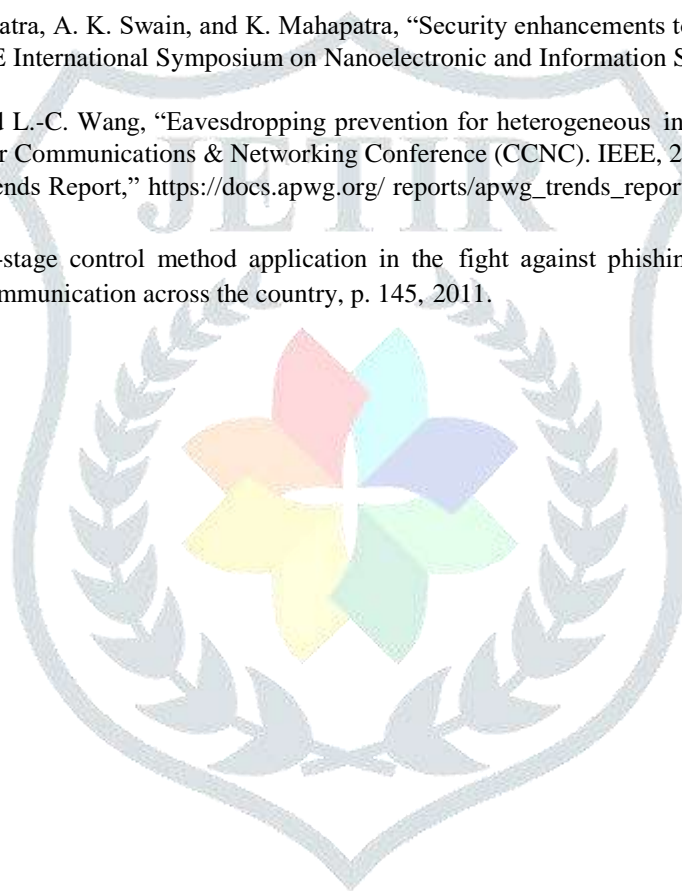 atra, A. K. Swain, and K. Mahapatra, “Security enhancements to
E International Symposium on Nanoelectronic and Information S
d L.-C. Wang, “Eavesdropping prevention for heterogeneous in
r Communications & Networking Conference (CCNC). IEEE, 2
ends Report,” https://docs.apwg.org/ reports/apwg_trends_repor
JETIR
-stage control method application in the fight against phishin
mmunication across the country, p. 145, 2011.